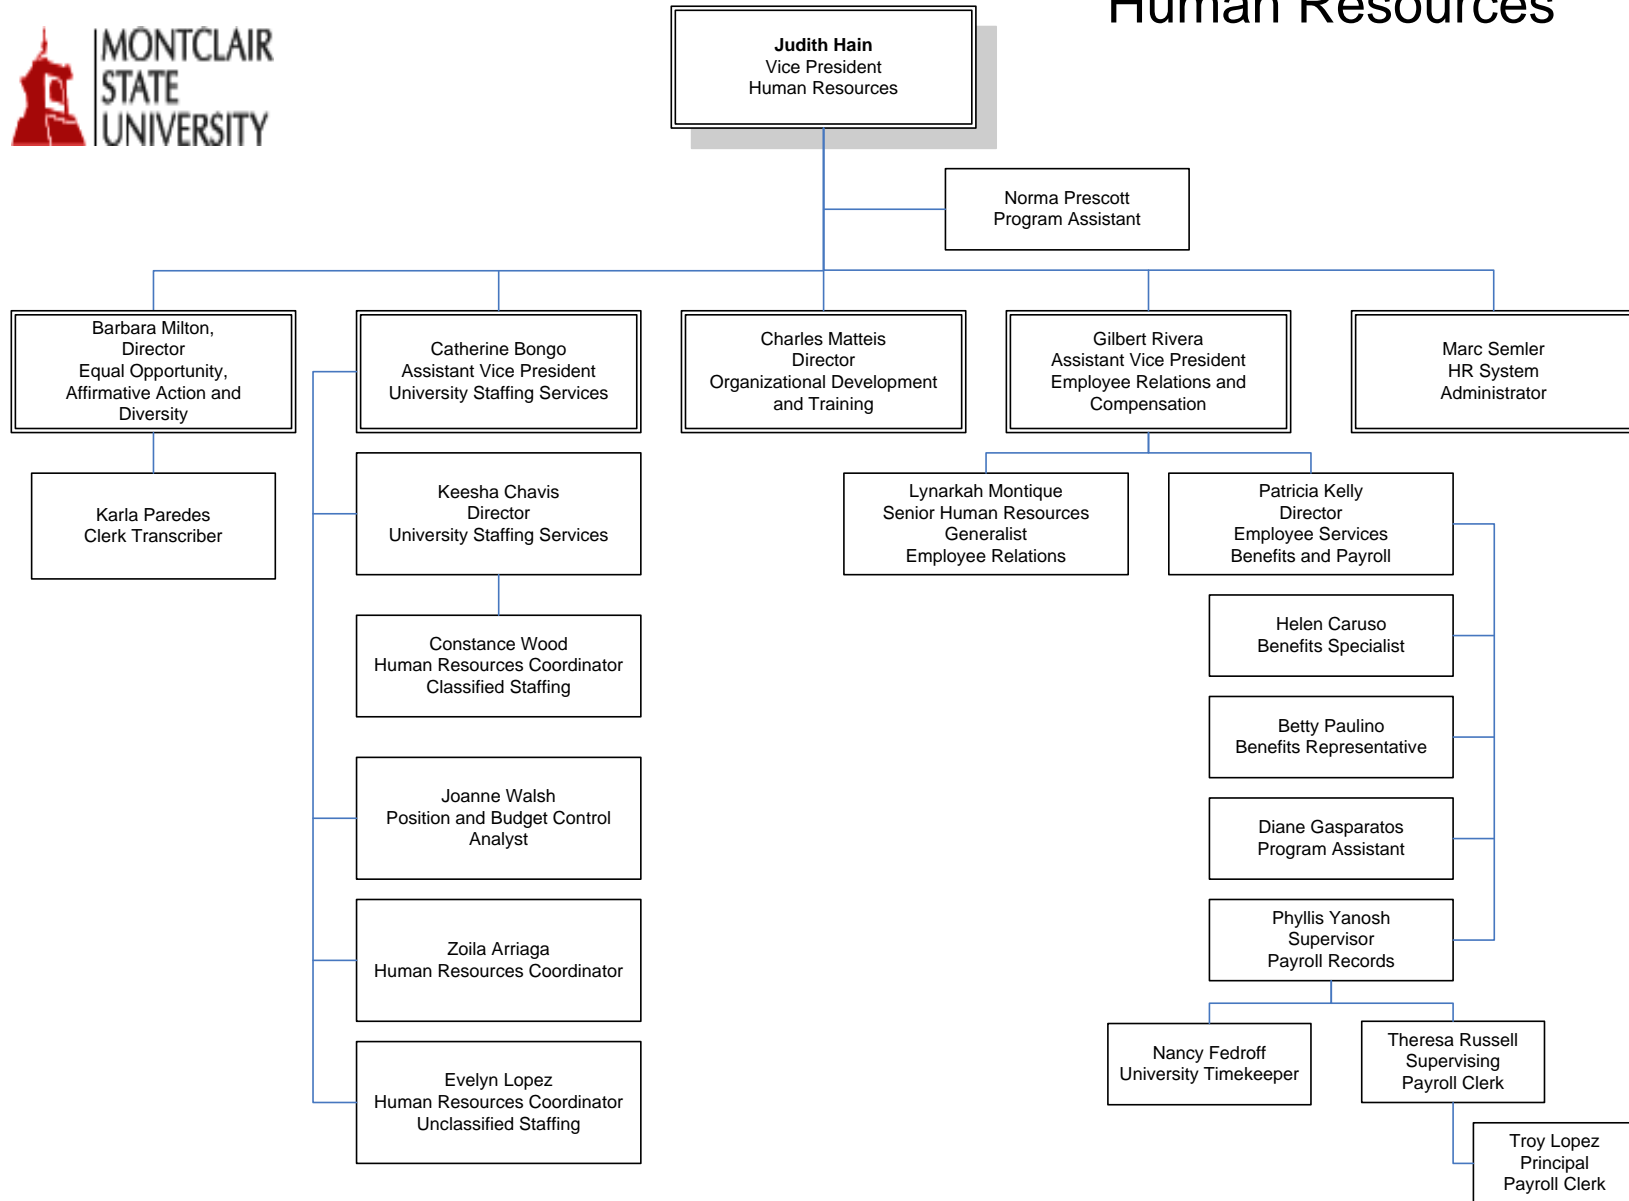 Human Resources
MONTCLAIR
STATE
UNIVERSITY
Judith Hain
Vice President
Human Resources
Norma Prescott
Program Assistant
Barbara Milton,
Director
Equal Opportunity,
Affirmative Action and
Diversity
Catherine Bongo
Assistant Vice President
University Staffing Services
Charles Matteis
Director
Organizational Development
and Training
Gilbert Rivera
Assistant Vice President
Employee Relations and
Compensation
Marc Semler
HR System
Administrator
Karla Paredes
Clerk Transcriber
Keesha Chavis
Director
University Staffing Services
Lynarkah Montique
Senior Human Resources
Generalist
Employee Relations
Patricia Kelly
Director
Employee Services
Benefits and Payroll
Constance Wood
Human Resources Coordinator
Classified Staffing
Helen Caruso
Benefits Specialist
Betty Paulino
Benefits Representative
Joanne Walsh
Position and Budget Control
Analyst
Diane Gasparatos
Program Assistant
Zoila Arriaga
Human Resources Coordinator
Phyllis Yanosh
Supervisor
Payroll Records
Evelyn Lopez
Human Resources Coordinator
Unclassified Staffing
Nancy Fedroff
University Timekeeper
Theresa Russell
Supervising
Payroll Clerk
Troy Lopez
Principal
Payroll Clerk